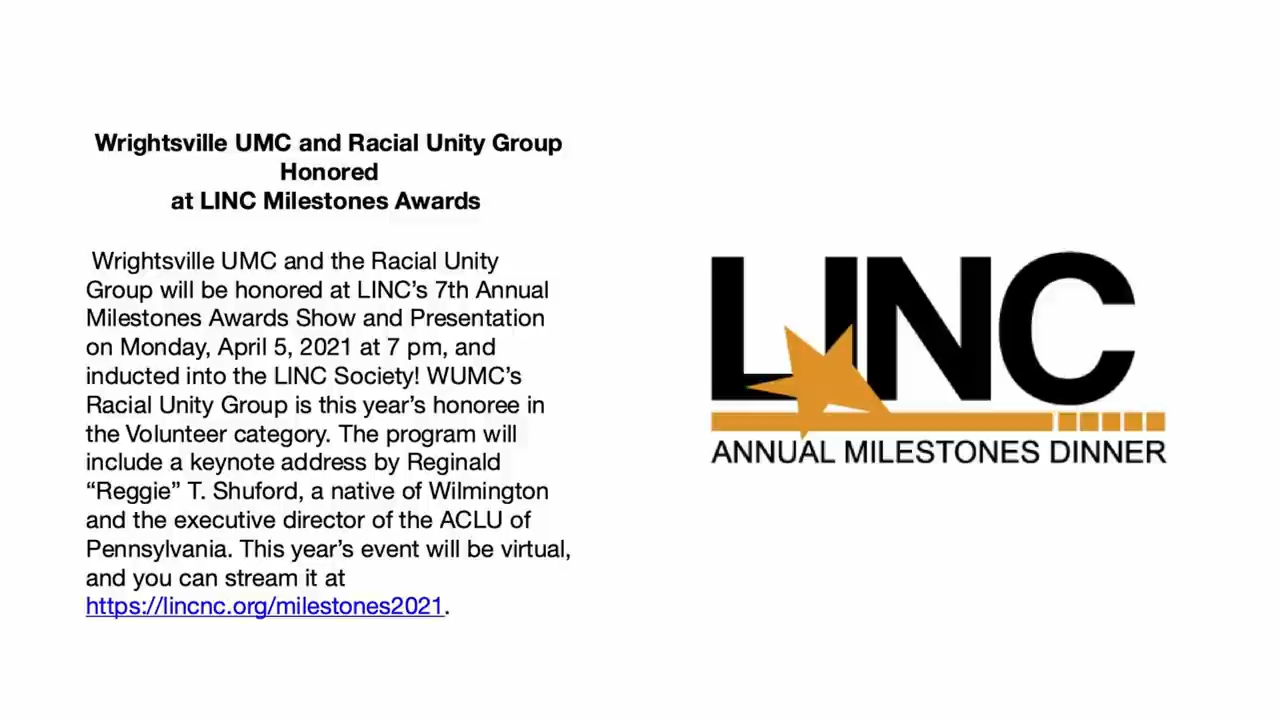 Wrightsville UMC and Racial Unity Group
Honored
at LINC Milestones Awards
Wrightsville UMC and the Racial Unity
Group will be honored at LINC’s 7th Annual
Milestones Awards Show and Presentation
on Monday, April 5, 2021 at 7 pm, and
inducted into the LINC Society! WUMC’s
Racial Unity Group is this year’s honoree in
the Volunteer category. The program will
include a keynote address by Reginald
“Reggie” T. Shuford, a native of Wilmington
and the executive director of the ACLU of
Pennsylvania. This year’s event will be virtual,
and you can stream it at
https://lincnc.org/milestones2021.
LINC
ANNUAL MILESTONES DINNER